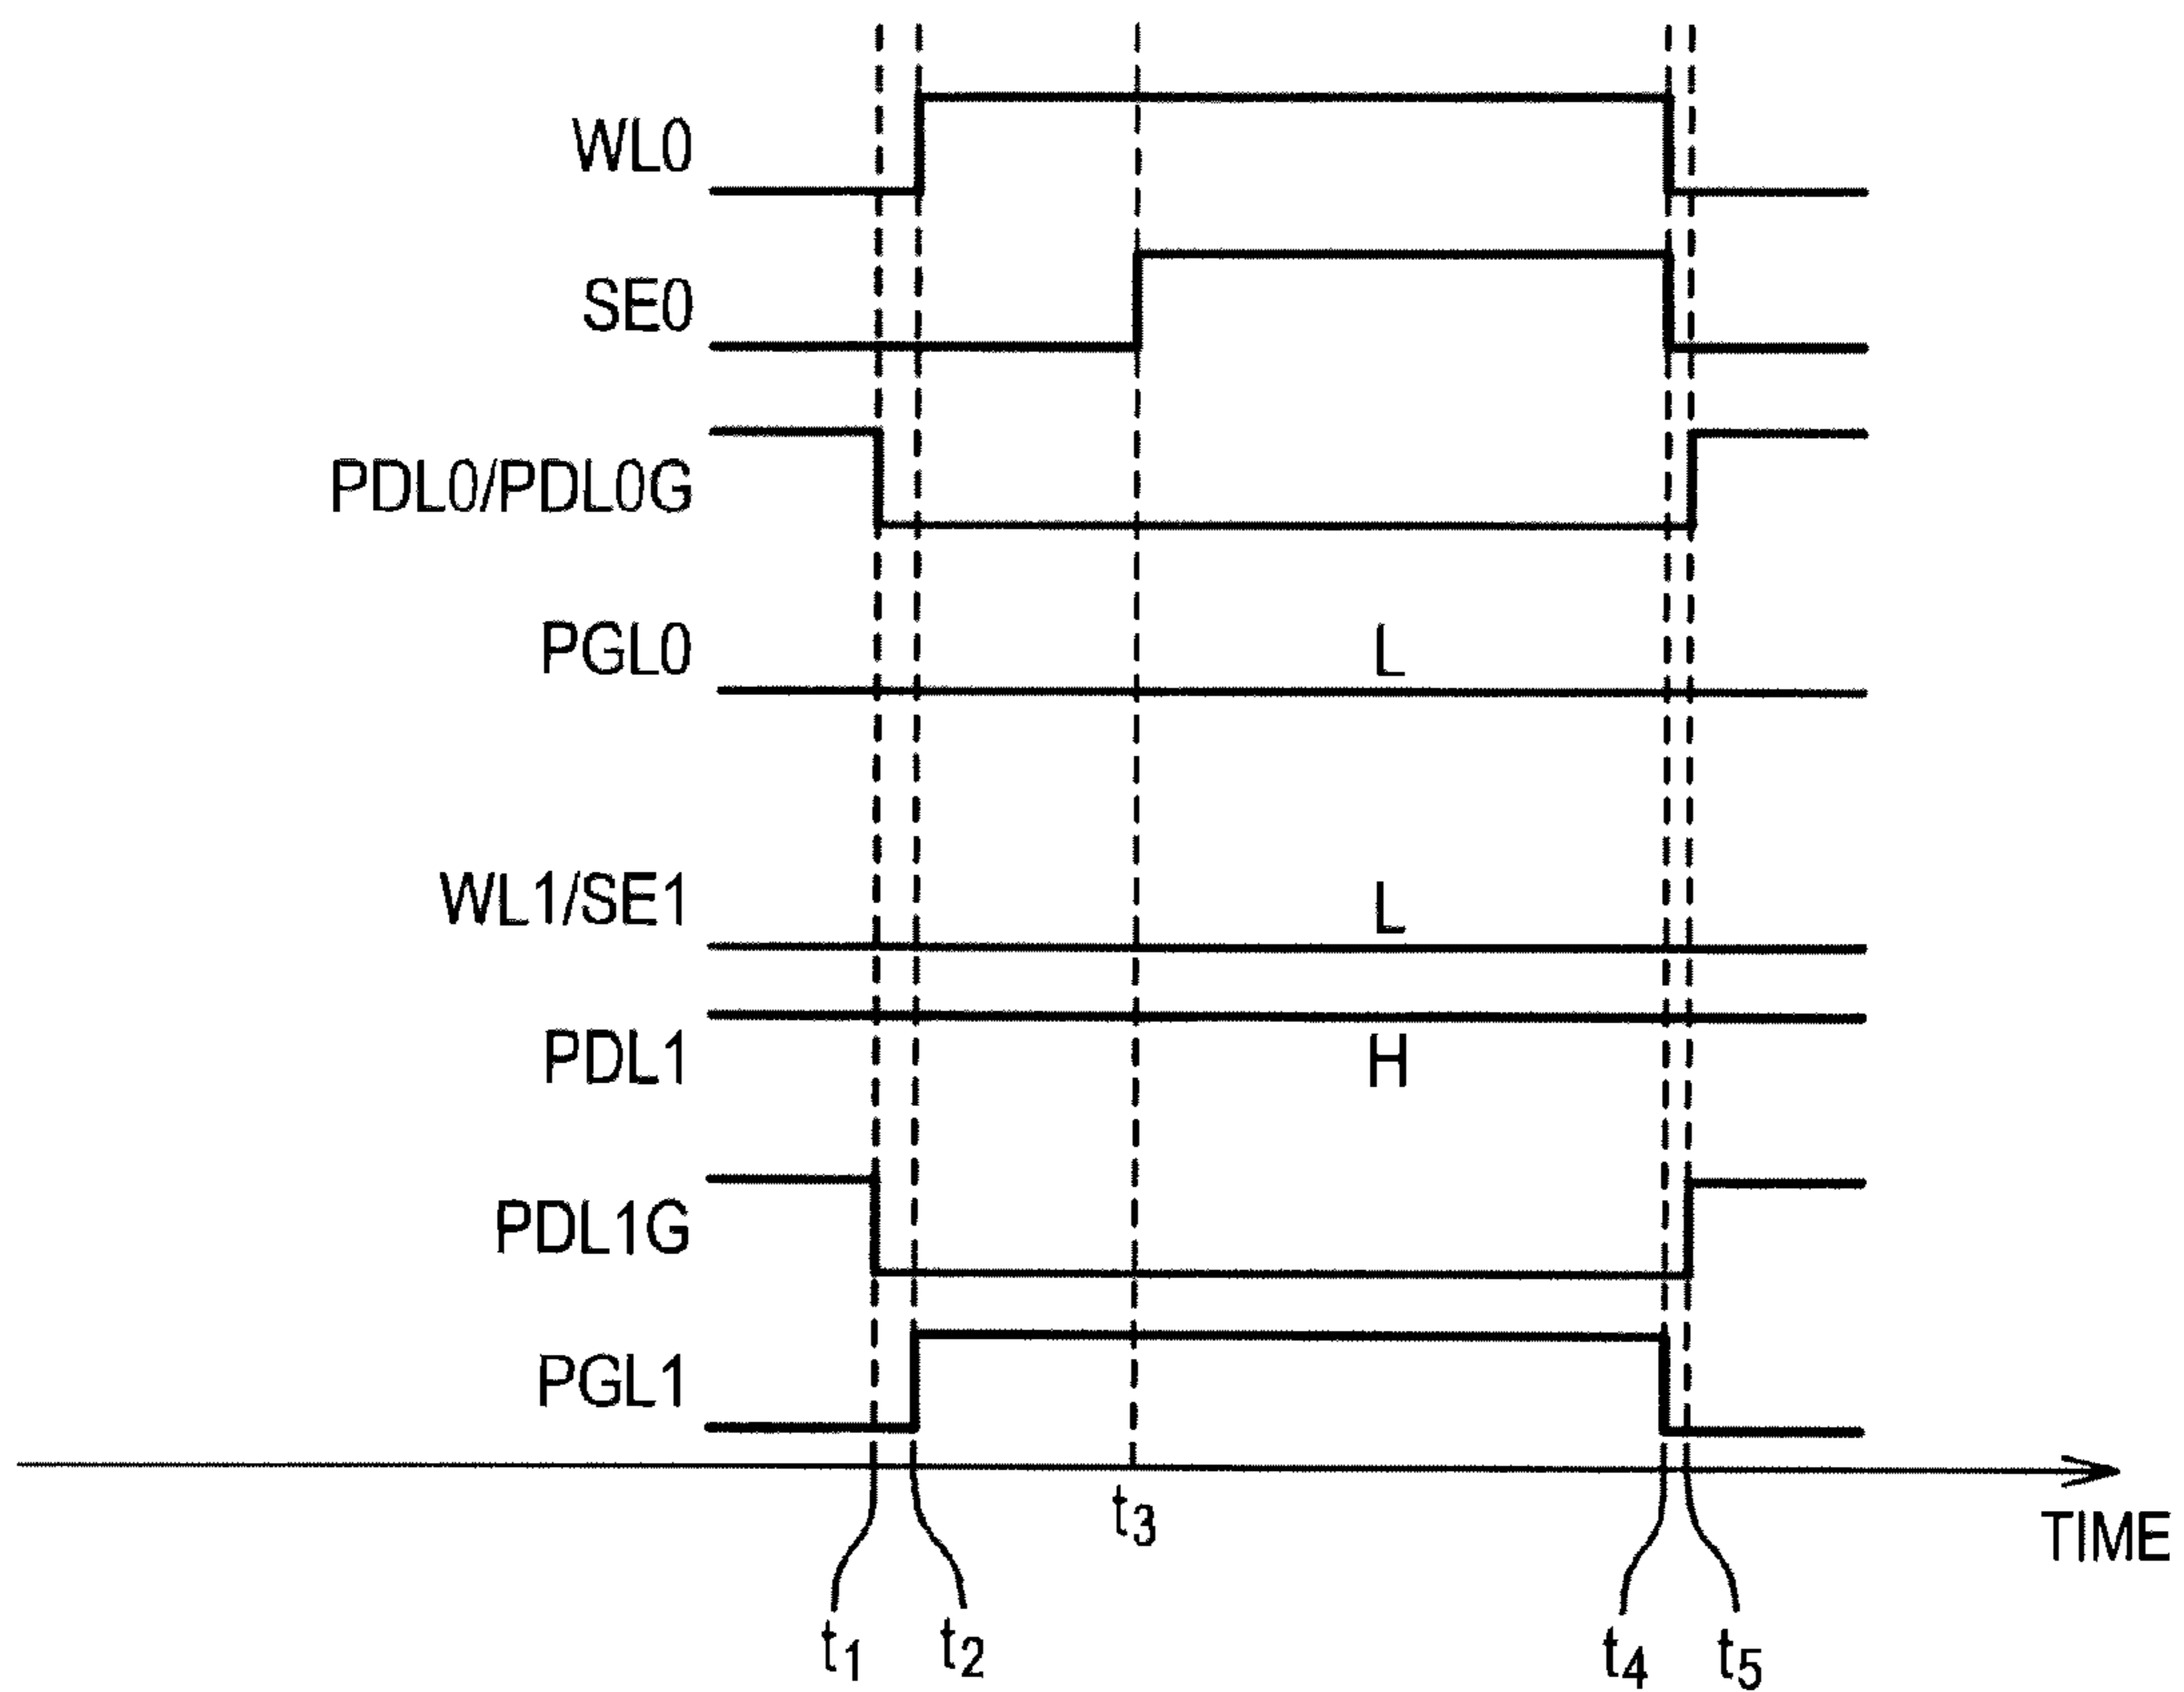 WL0
SE0
PDL0/PDL0G
PGL0
L
WL1/SE1
L
PDL1
H
PDL1G
PGL1
t3
TIME
t1
t2
t4
t5